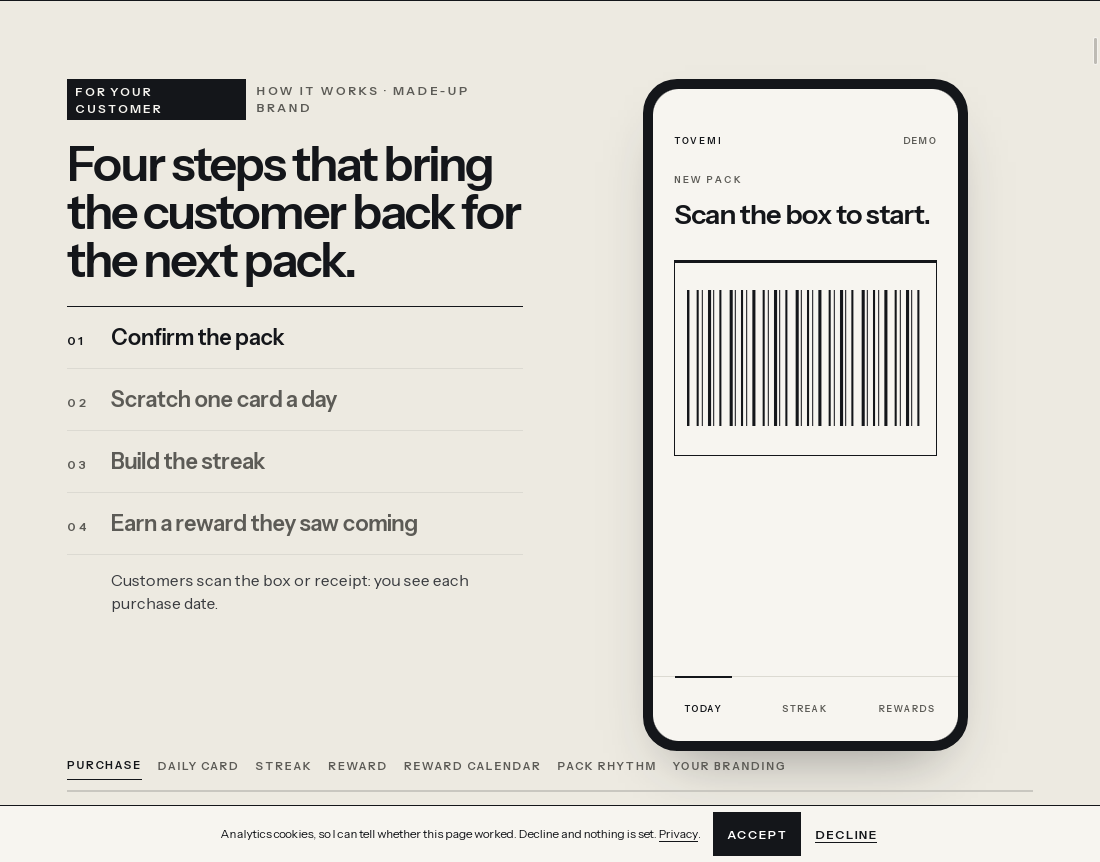 FOR YOUR
CUSTOMER
HOW IT WORKS · MADE-UP
BRAND
Four steps that bring
the customer back for
the next pack.
01 Confirm the pack
02 Scratch one card a day
03 Build the streak
04 Earn a reward they saw coming
Customers scan the box or receipt: you see each
purchase date.
TOVEMI DEMO
NEW PACK
Scan the box to start.
TODAY STREAK REWARDS
PURCHASE DAILY CARD STREAK REWARD REWARD CALENDAR PACK RHYTHM YOUR BRANDING
Analytics cookies, so I can tell whether this page worked. Decline and nothing is set. Privacy. ACCEPT DECLINE